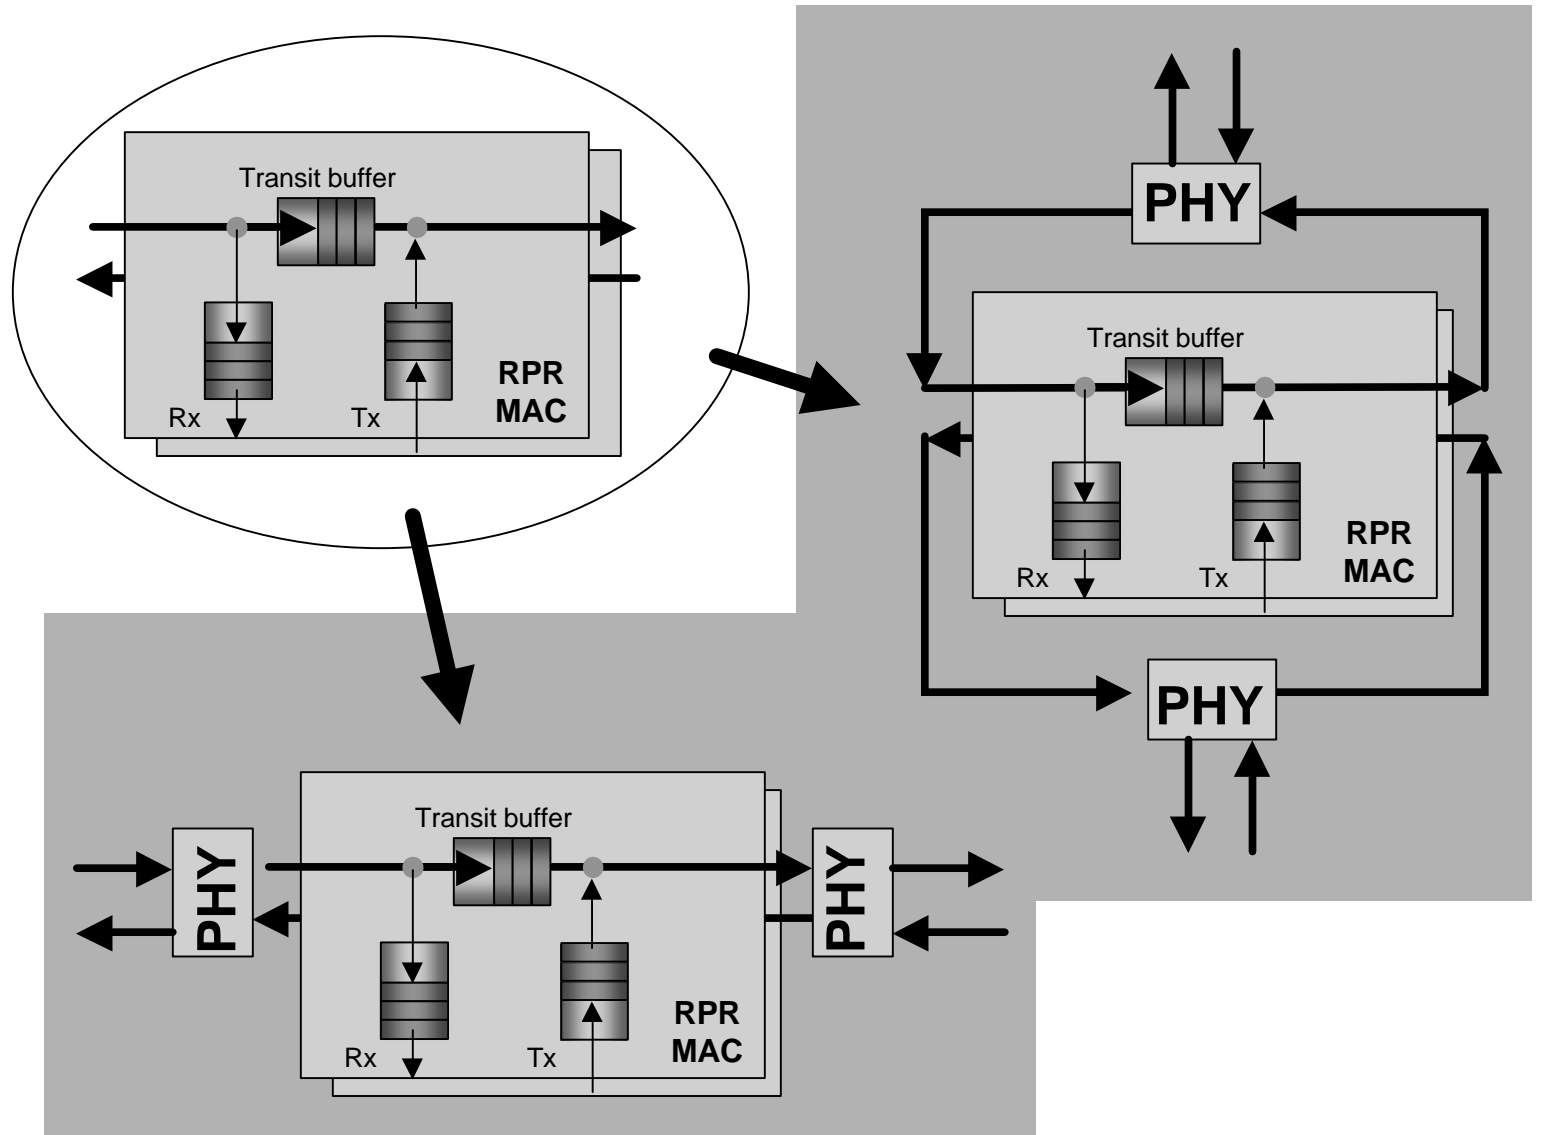 Transit buffer
RPR
MAC
Rx
Tx
PHY
Transit buffer
RPR
MAC
Rx
Tx
PHY
Transit buffer
PHY
PHY
RPR
MAC
Rx
Tx